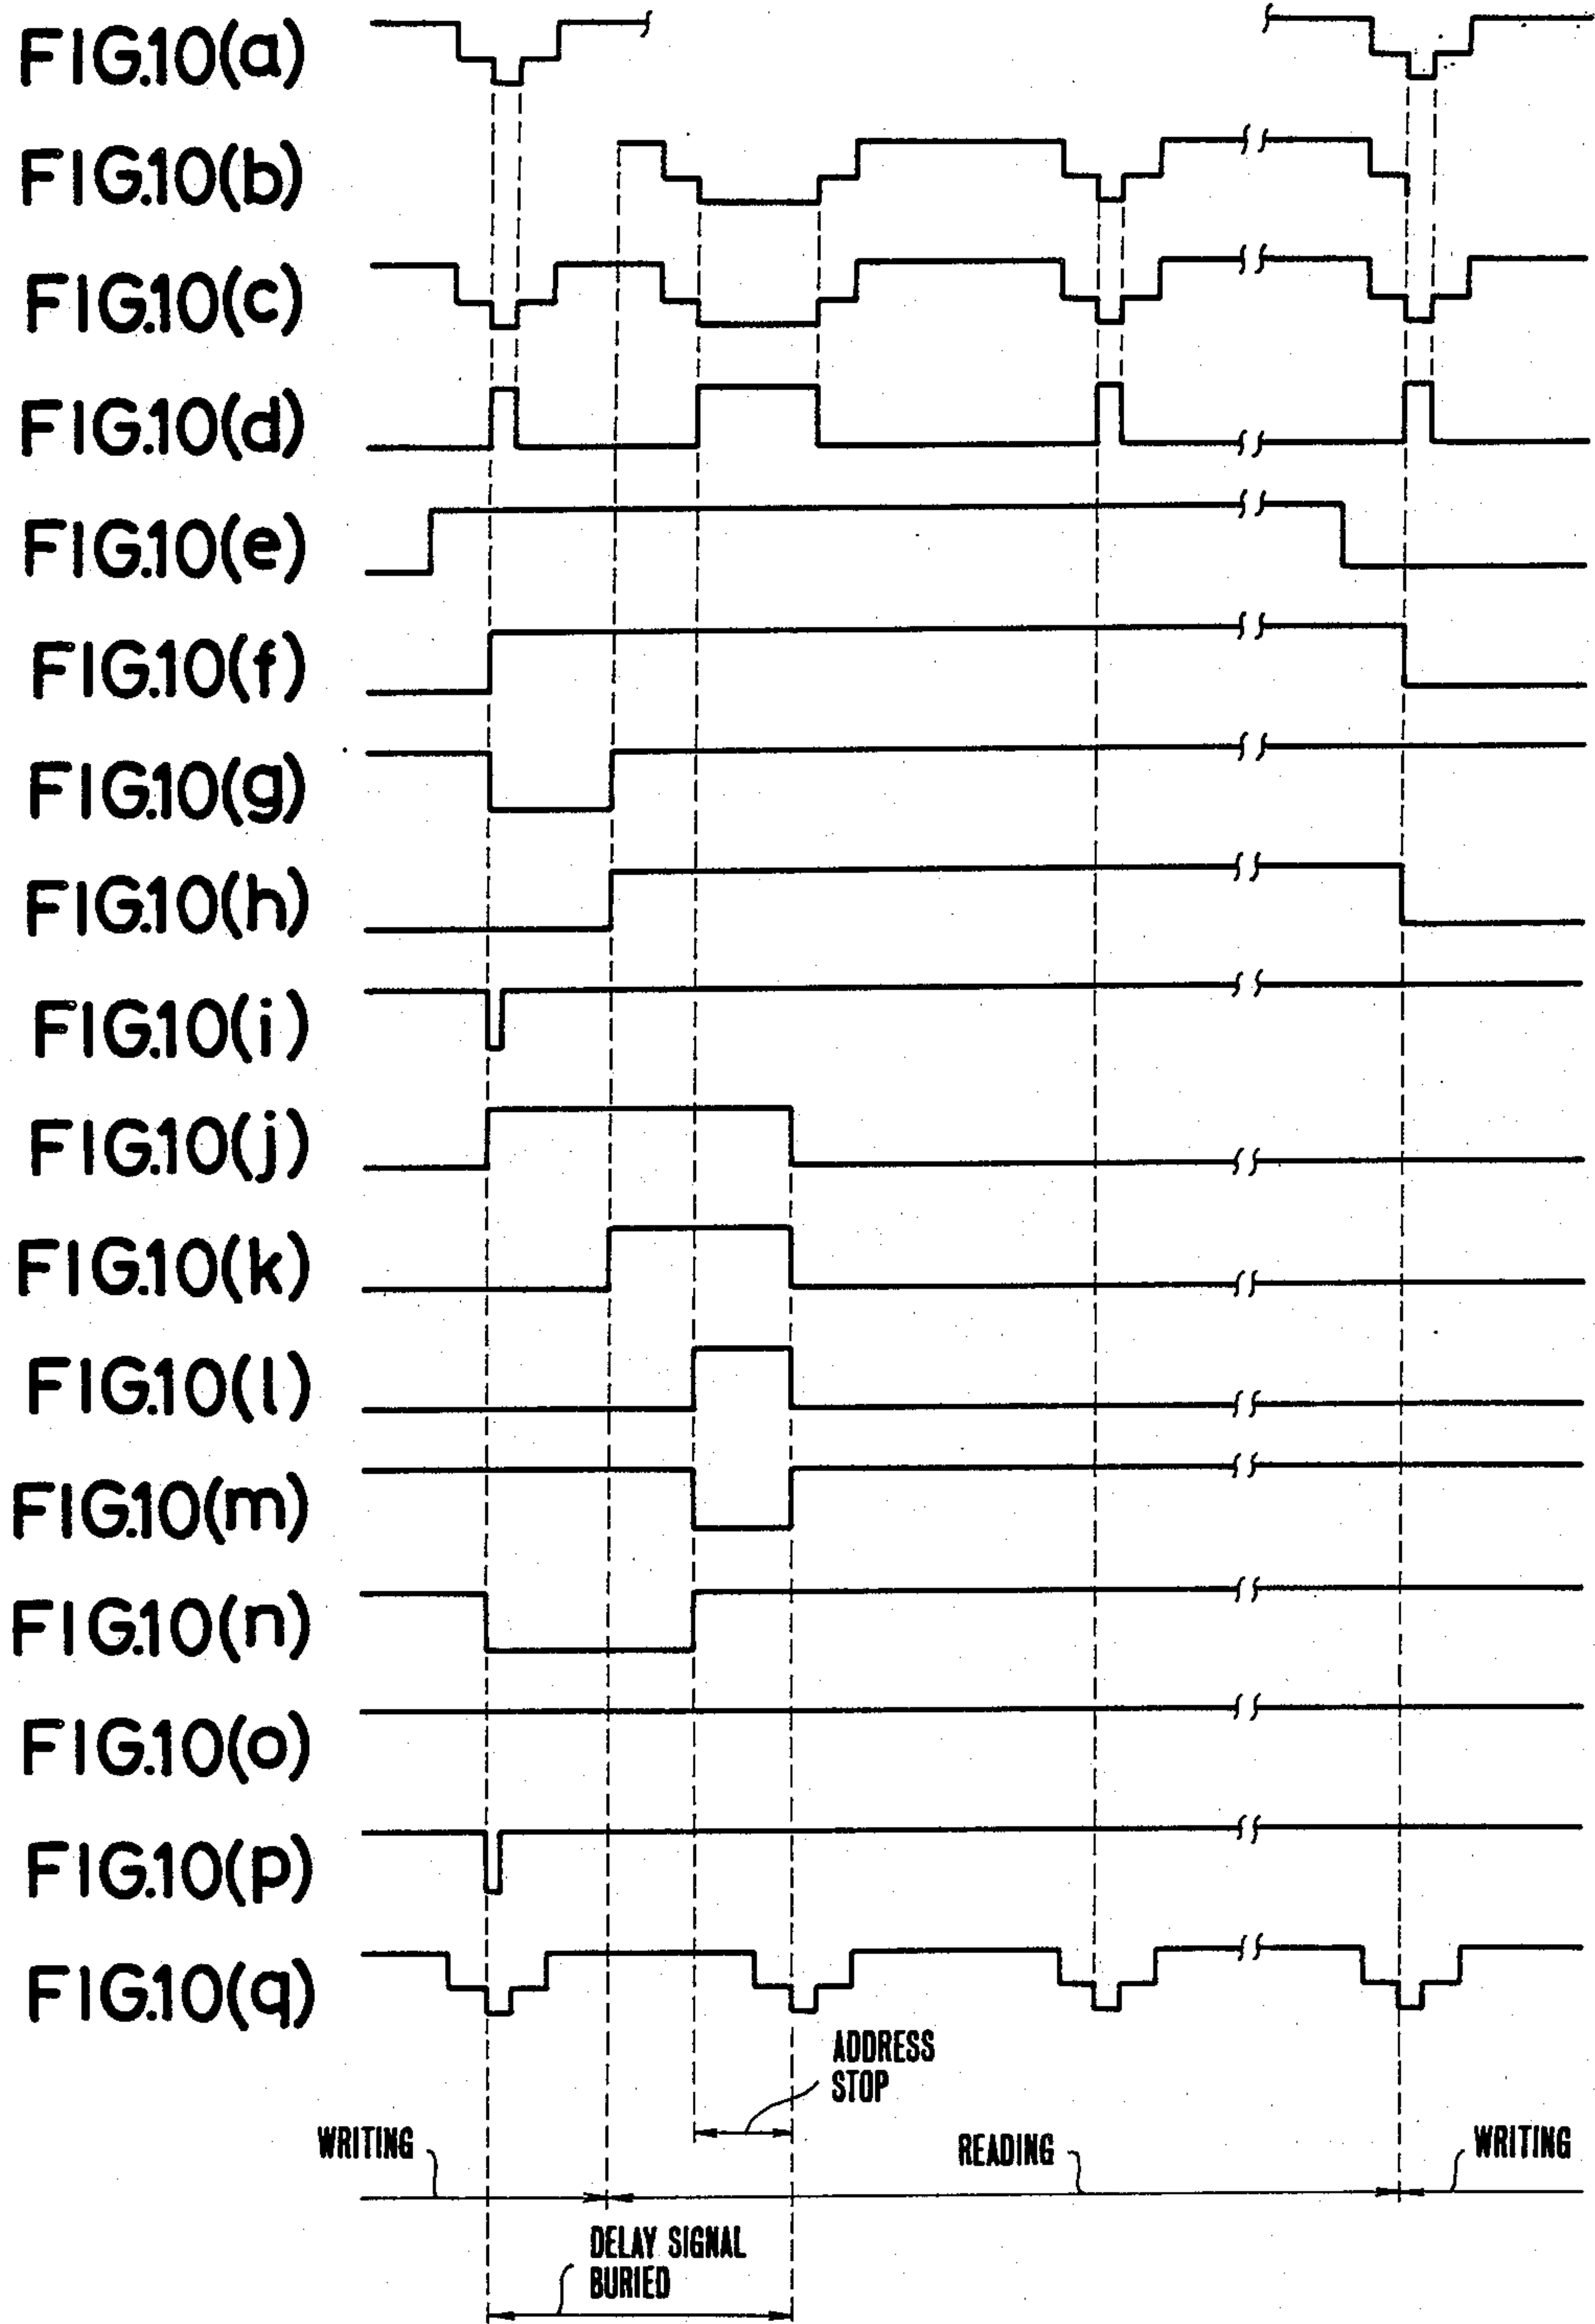 FIG.10(a)
FIG.10(b)
FIG.10(c)
FIG.10(d)
FIG.10(e)
FIG.10(f)
FIG.10(g)
FIG.10(h)
FIG.10(i)
FIG.10(j)
FIG.10(k)
FIG.10(l)
FIG.10(m)
FIG.10(n)
FIG.10(o)
FIG.10(p)
FIG.10(q)
ADDRESS
STOP
WRITING
READING
WRITING
DELAY SIGNAL
BURIED